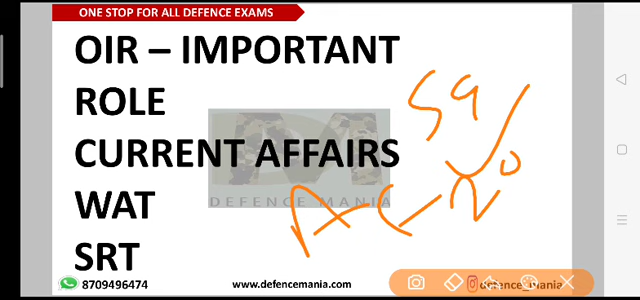 ONE STOP FOR ALL DEFENCE EXAMS
OIR – IMPORTANT
ROLE
CURRENT AFFAIRS
WAT
SRT
DEFENCE MANIA
8709496474
www.defencemania.com
defence_mania